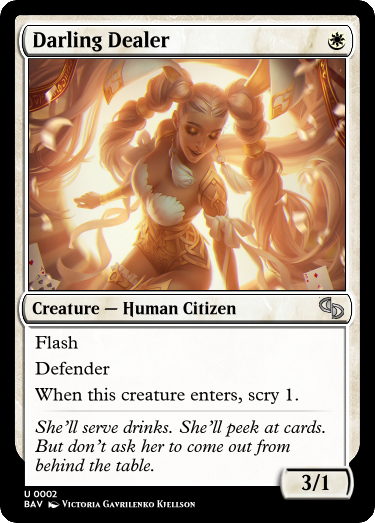 Darling Dealer
Creature — Human Citizen
Flash
Defender
When this creature enters, scry 1.
She'll serve drinks. She'll peek at cards.
But don't ask her to come out from
behind the table.
3/1
U 0002
BAV Victoria Gavrilenko Kjellson